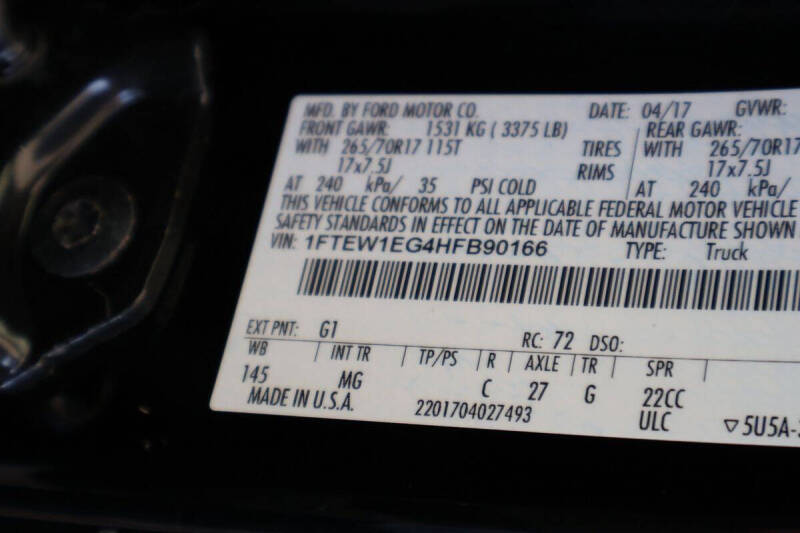 MFD. BY FORD MOTOR CO. DATE: 04/17 GVWR:
FRONT GAWR: 1531 KG ( 3375 LB) REAR GAWR:
WITH 265/70R17 115T TIRES WITH 265/70R17
17x7.5J RIMS 17x7.5J
AT 240 kPa/ 35 PSI COLD AT 240 kPa/
THIS VEHICLE CONFORMS TO ALL APPLICABLE FEDERAL MOTOR VEHICLE
SAFETY STANDARDS IN EFFECT ON THE DATE OF MANUFACTURE SHOWN
VIN: 1FTEW1EG4HFB90166 TYPE: Truck
EXT PNT: G1 RC: 72 DSO:
WB INT TR TP/PS R AXLE TR SPR
145 MG C 27 G 22CC
MADE IN U.S.A. 2201704027493 ULC ▽5U5A-